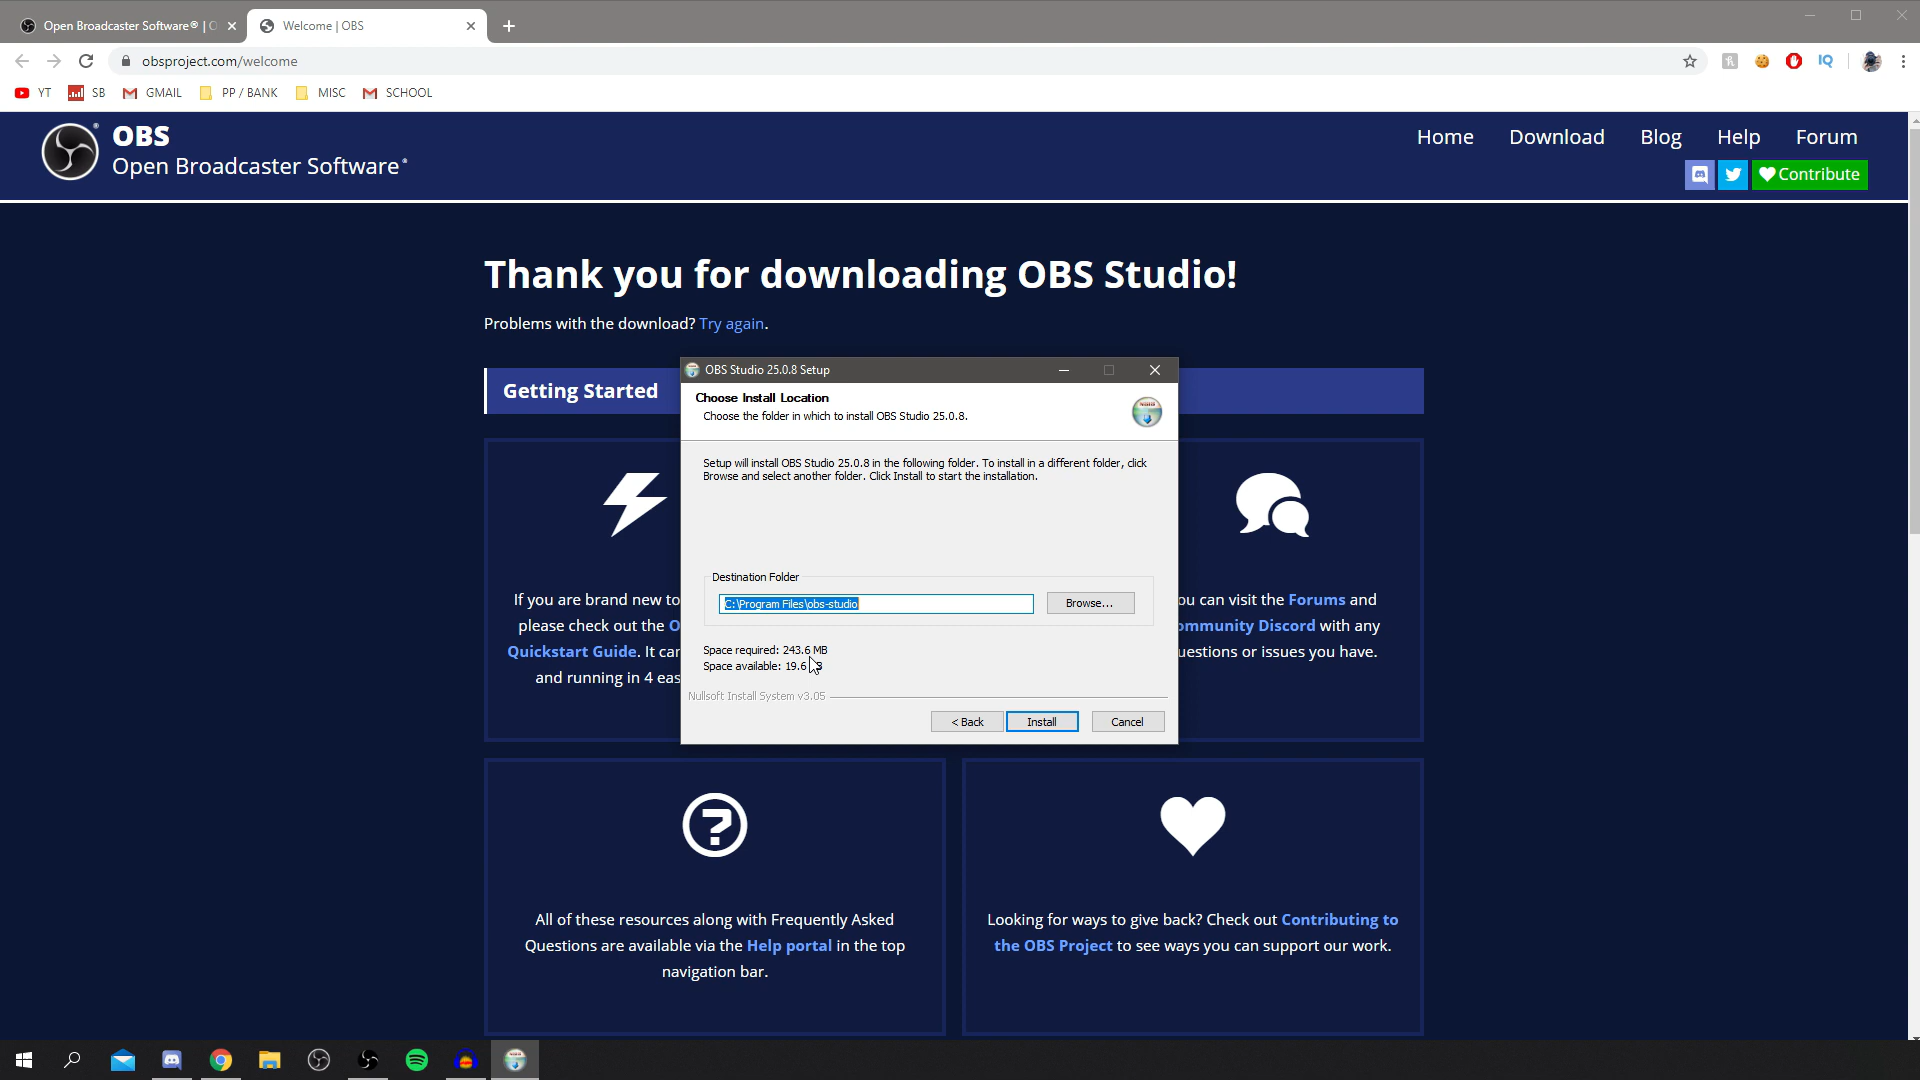 Open Broadcaster Software® | O
Welcome | OBS
obsproject.com/welcome
YT
SB
GMAIL
PP / BANK
MISC
SCHOOL
IQ
OBS
Open Broadcaster Software®
Home
Download
Blog
Help
Forum
Contribute
Thank you for downloading OBS Studio!
Problems with the download? Try again.
Getting Started
OBS Studio 25.0.8 Setup
Choose Install Location
Choose the folder in which to install OBS Studio 25.0.8.
Setup will install OBS Studio 25.0.8 in the following folder. To install in a different folder, click
Browse and select another folder. Click Install to start the installation.
Destination Folder
C:\Program Files\obs-studio
Browse...
Space required: 243.6 MB
Space available: 19.6
Nullsoft Install System v3.05
< Back
Install
Cancel
If you are brand new to
please check out the O
Quickstart Guide. It can
and running in 4 eas
ou can visit the Forums and
ommunity Discord with any
uestions or issues you have.
All of these resources along with Frequently Asked
Questions are available via the Help portal in the top
navigation bar.
Looking for ways to give back? Check out Contributing to
the OBS Project to see ways you can support our work.